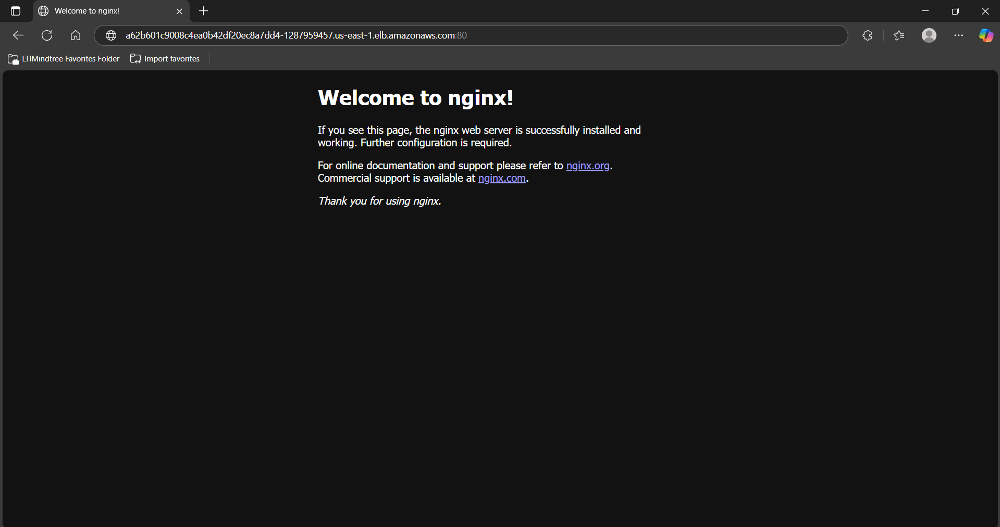 Welcome to nginx!
a62b601c9008c4ea0b42df20ec8a7dd4-1287959457.us-east-1.elb.amazonaws.com:80
LTIMindtree Favorites Folder
Import favorites
Welcome to nginx!
If you see this page, the nginx web server is successfully installed and
working. Further configuration is required.
For online documentation and support please refer to nginx.org.
Commercial support is available at nginx.com.
Thank you for using nginx.